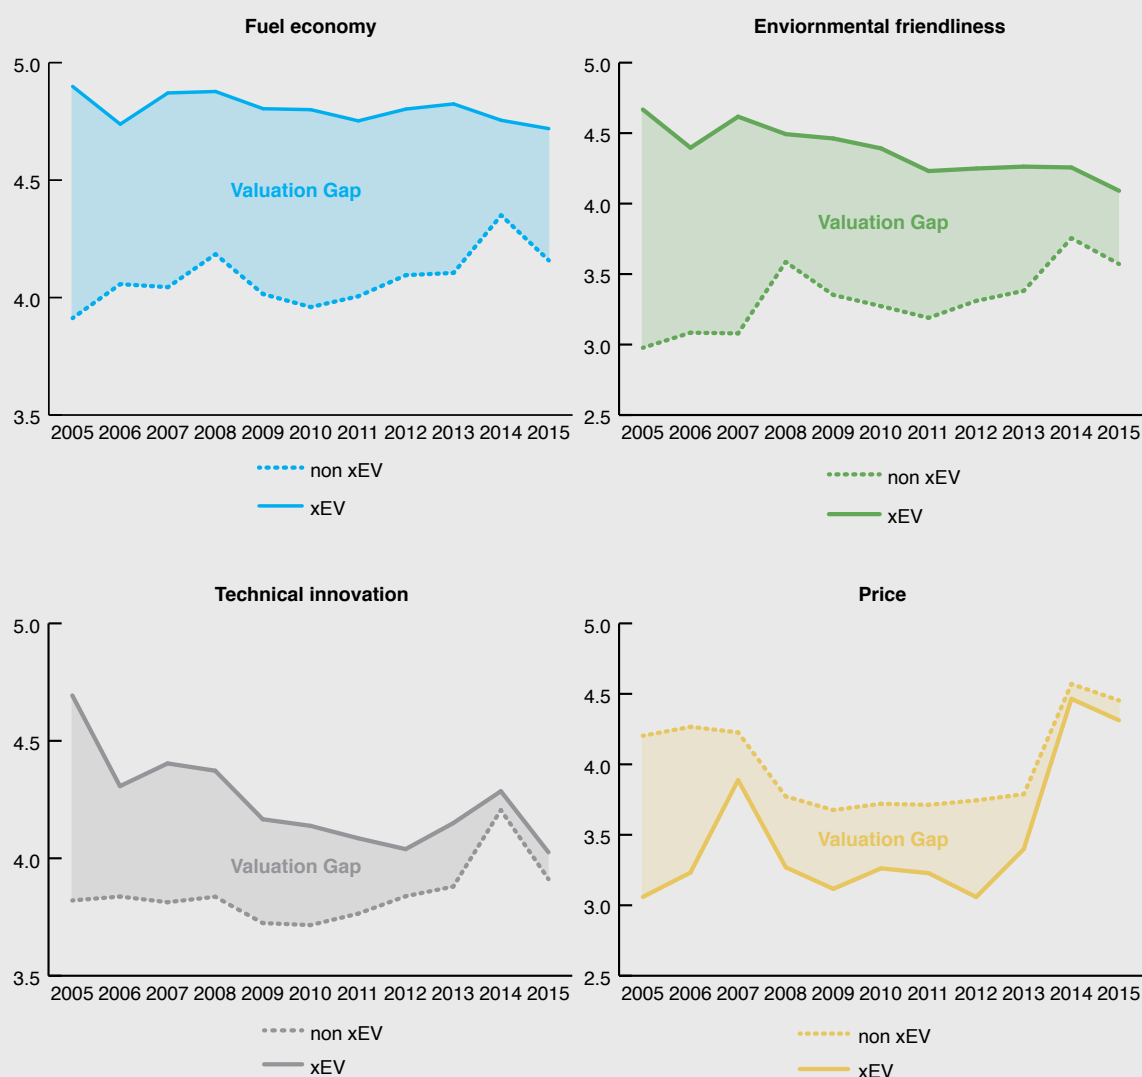 Fuel economy
5.0
4.5
4.0
3.5
Valuation Gap
2005 2006 2007 2008 2009 2010 2011 2012 2013 2014 2015
non xEV
xEV
Enviornmental friendliness
5.0
4.5
4.0
3.5
3.0
2.5
Valuation Gap
2005 2006 2007 2008 2009 2010 2011 2012 2013 2014 2015
non xEV
xEV
Technical innovation
5.0
4.5
4.0
3.5
Valuation Gap
2005 2006 2007 2008 2009 2010 2011 2012 2013 2014 2015
non xEV
xEV
Price
5.0
4.5
4.0
3.5
3.0
2.5
Valuation Gap
2005 2006 2007 2008 2009 2010 2011 2012 2013 2014 2015
non xEV
xEV